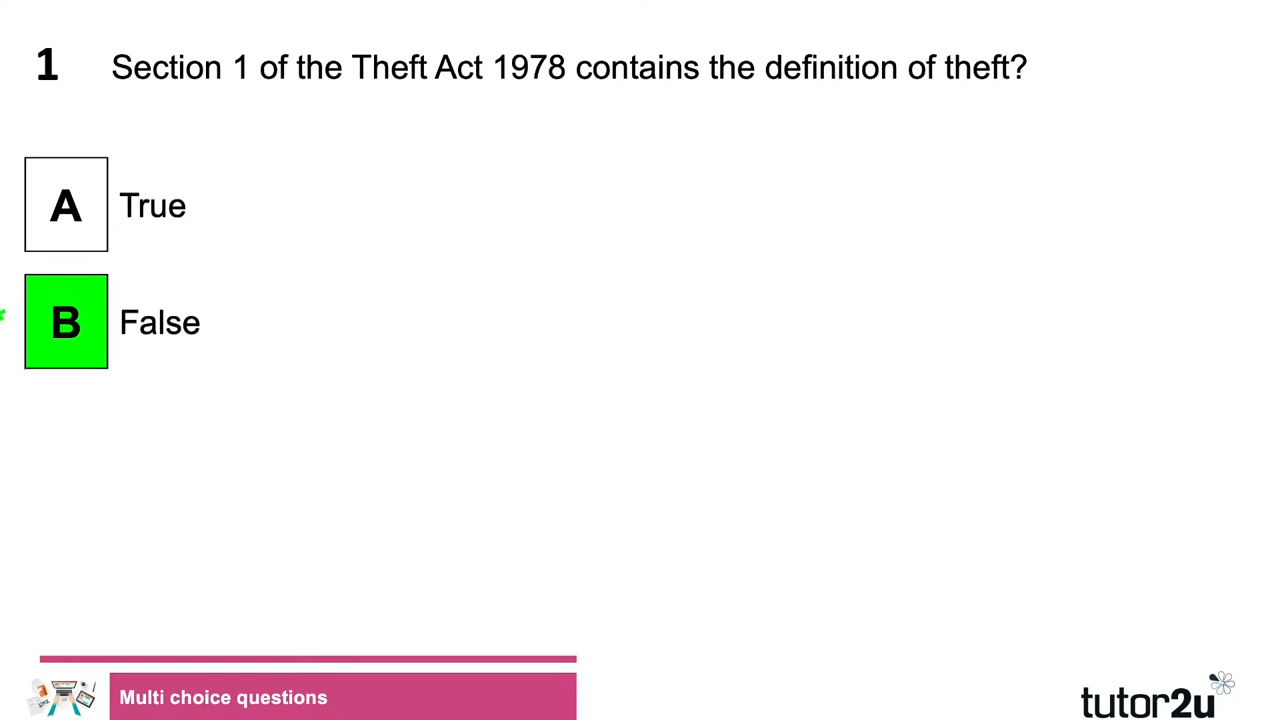 1 Section 1 of the Theft Act 1978 contains the definition of theft?
A True
B False
Multi choice questions
tutor2u